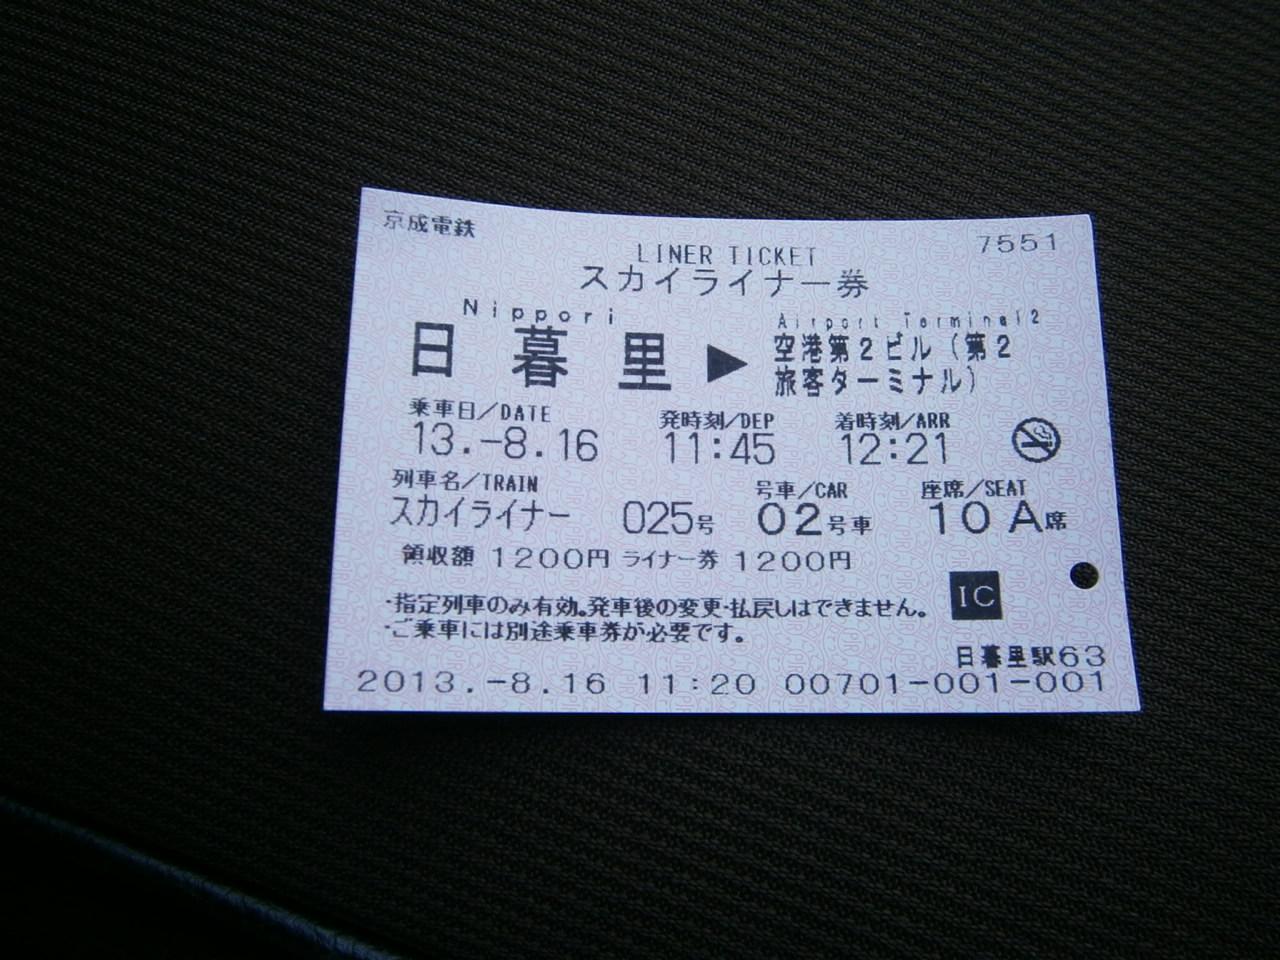 京成電鉄
7551
LINER TICKET
スカイライナー券
Nippori
Airport Terminal2
日暮里 ▶ 空港第2ビル(第2
旅客ターミナル)
乗車日/DATE 発時刻/DEP 着時刻/ARR
13.-8.16 11:45 12:21
列車名/TRAIN 号車/CAR 座席/SEAT
スカイライナー 025号 02号車 10 A席
領収額 1200円 ライナー券 1200円
・指定列車のみ有効。発車後の変更・払戻しはできません。
・ご乗車には別途乗車券が必要です。
IC
日暮里駅63
2013.-8.16 11:20 00701-001-001